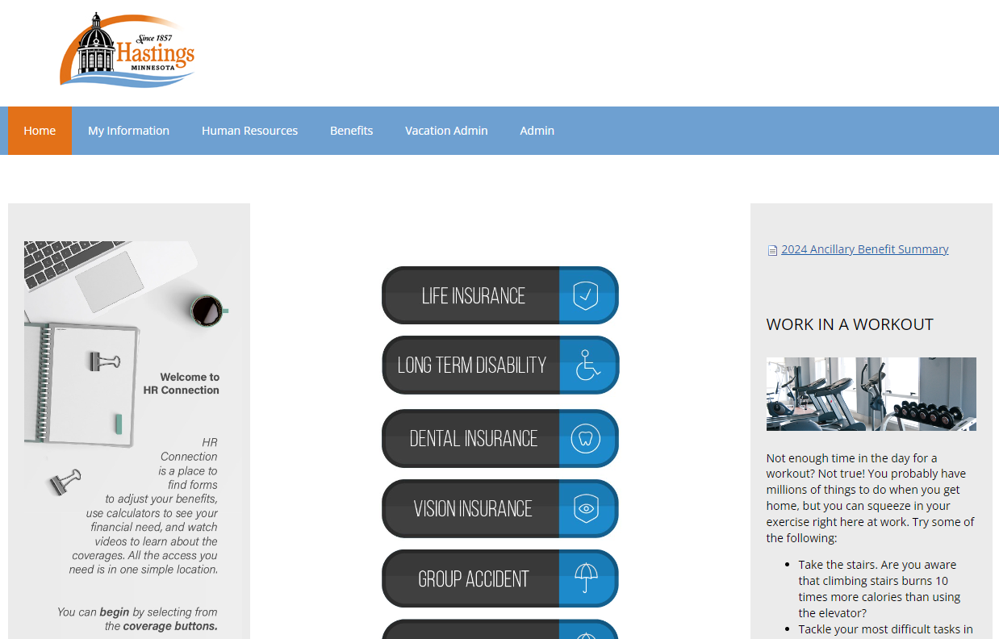 Since 1857
Hastings
MINNESOTA
Home
My Information
Human Resources
Benefits
Vacation Admin
Admin
Welcome to
HR Connection
HR
Connection
is a place to
find forms
to adjust your benefits,
use calculators to see your
financial need, and watch
videos to learn about the
coverages. All the access you
need is in one simple location.
You can begin by selecting from
the coverage buttons.
LIFE INSURANCE
LONG TERM DISABILITY
DENTAL INSURANCE
VISION INSURANCE
GROUP ACCIDENT
2024 Ancillary Benefit Summary
WORK IN A WORKOUT
Not enough time in the day for a
workout? Not true! You probably have
millions of things to do when you get
home, but you can squeeze in your
exercise right here at work. Try some of
the following:
• Take the stairs. Are you aware
that climbing stairs burns 10
times more calories than using
the elevator?
• Tackle your most difficult tasks in